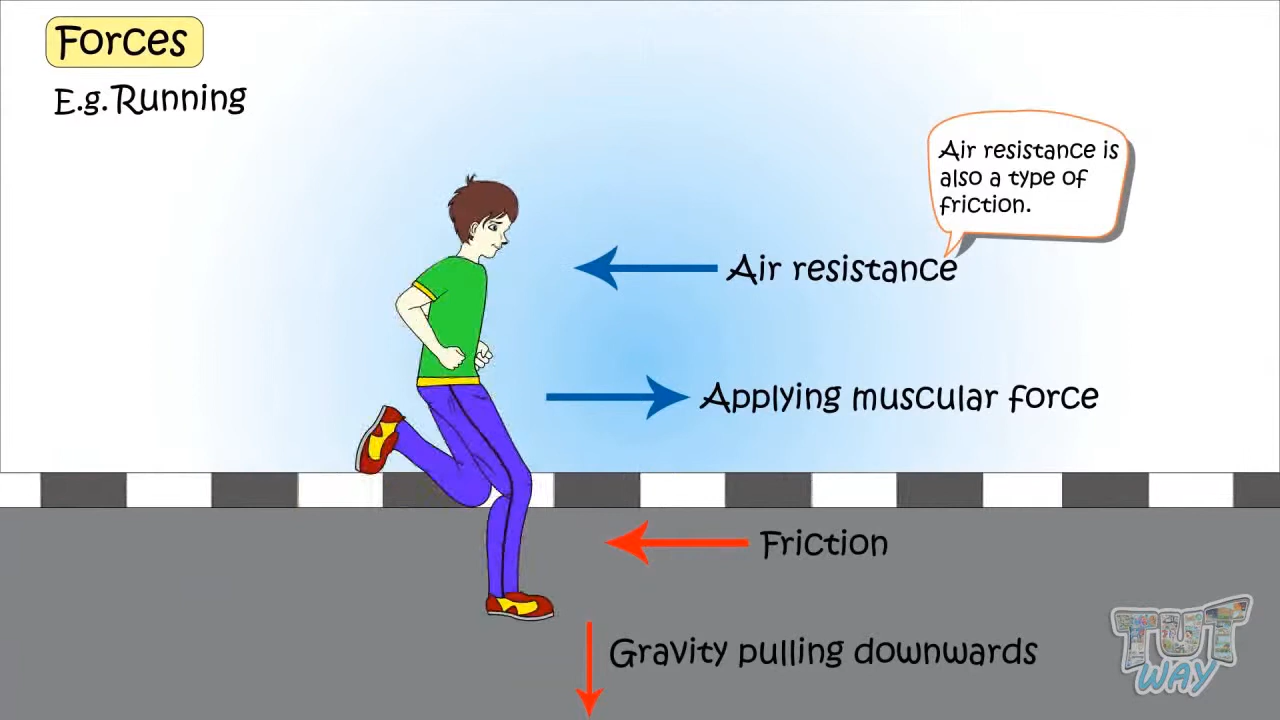 Forces
E.g. Running
Air resistance is
also a type of
friction.
Air resistance
Applying muscular force
Friction
Gravity pulling downwards
TUT
WAY